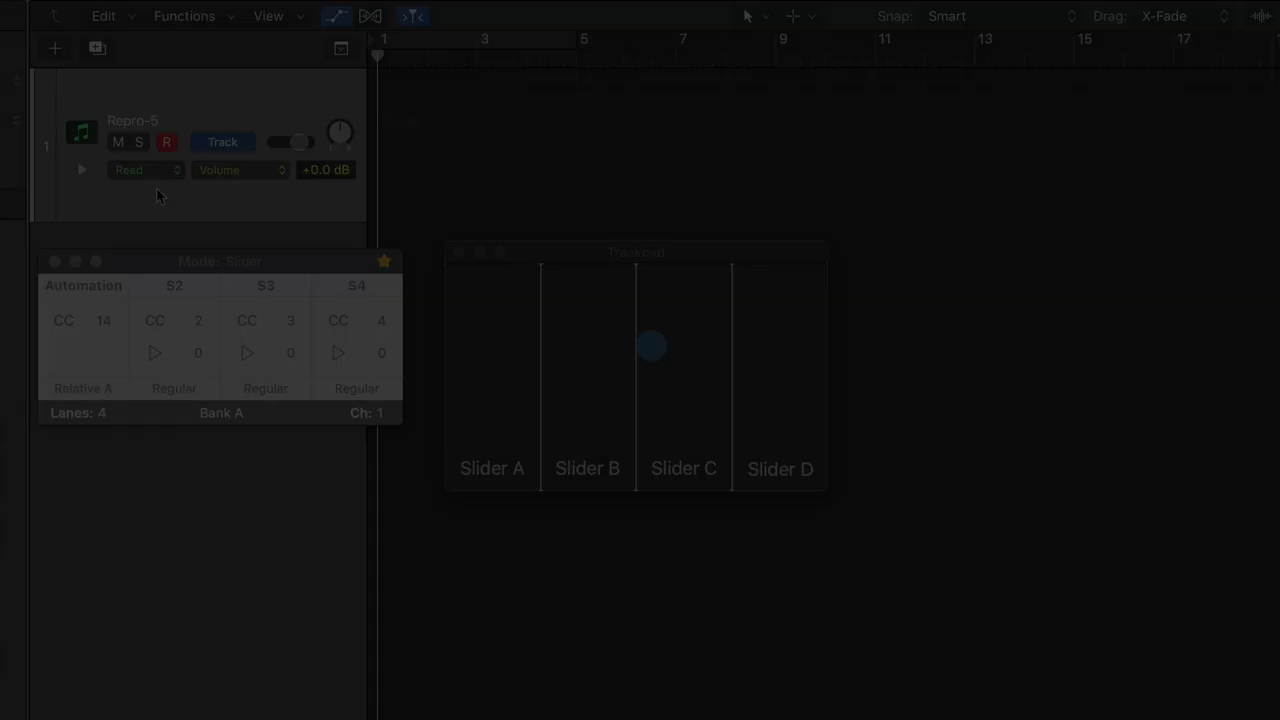 Edit Functions View Snap: Smart Drag: X-Fade
1 3 5 7 9 11 13 15 17
Repro-5
1 M S R Track
Read Volume +0.0 dB
Mode: Slider
Automation S2 S3 S4
CC 14 CC 2 CC 3 CC 4
0 0 0
Relative A Regular Regular Regular
Lanes: 4 Bank A Ch: 1
Trackpad
Slider A Slider B Slider C Slider D